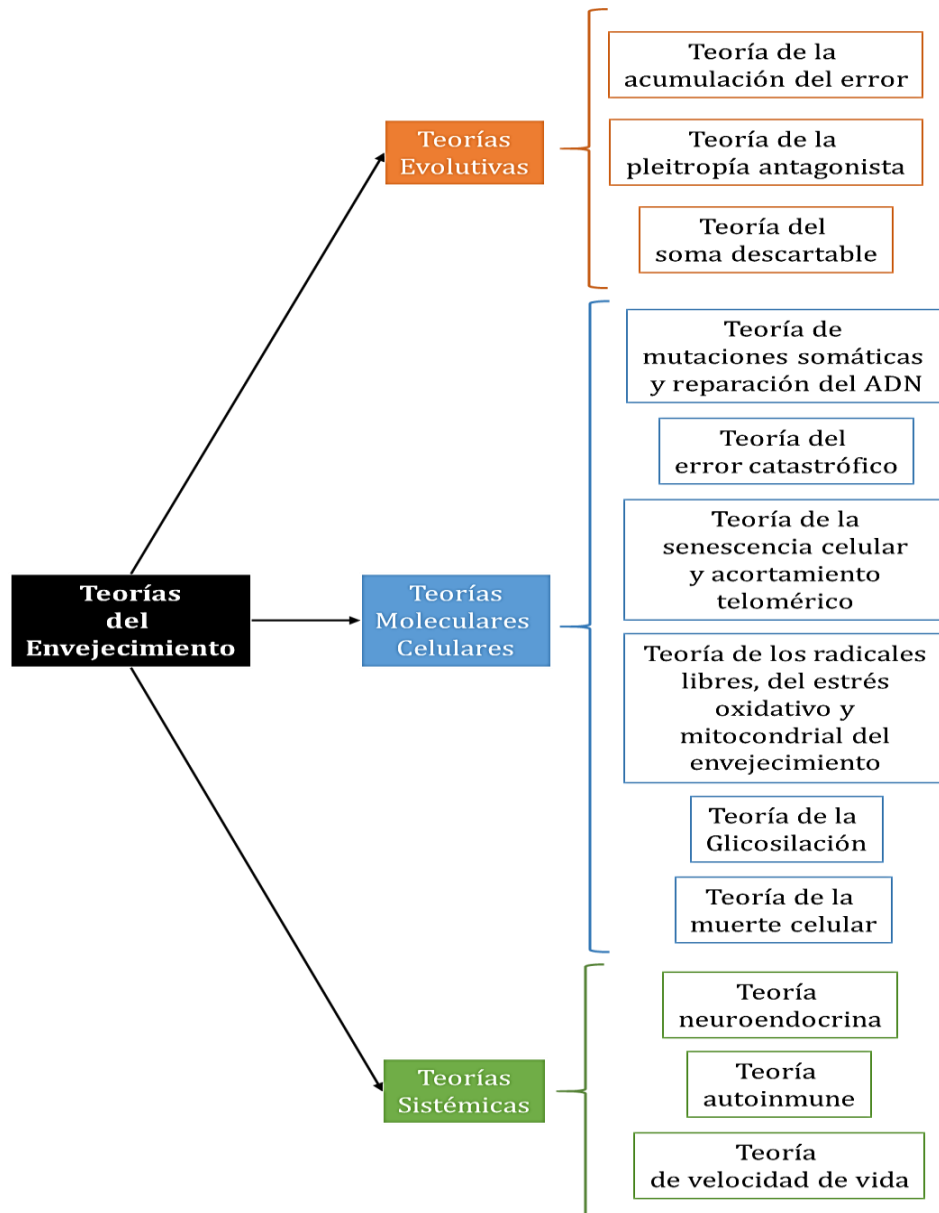 Teoría de la
acumulación del error
Teorías
Evolutivas
Teoría de la
pleitropía antagonista
Teoría del
soma descartable
Teoría de
mutaciones somáticas
y reparación del ADN
Teoría del
error catastrófico
Teoría de la
senescencia celular
y acortamiento
telomérico
Teorías
del
Envejecimiento
Teorías
Moleculares
Celulares
Teoría de los radicales
libres, del estrés
oxidativo y
mitocondrial del
envejecimiento
Teoría de la
Glicosilación
Teoría de la
muerte celular
Teoría
neuroendocrina
Teorías
Sistémicas
Teoría
autoinmune
Teoría
de velocidad de vida